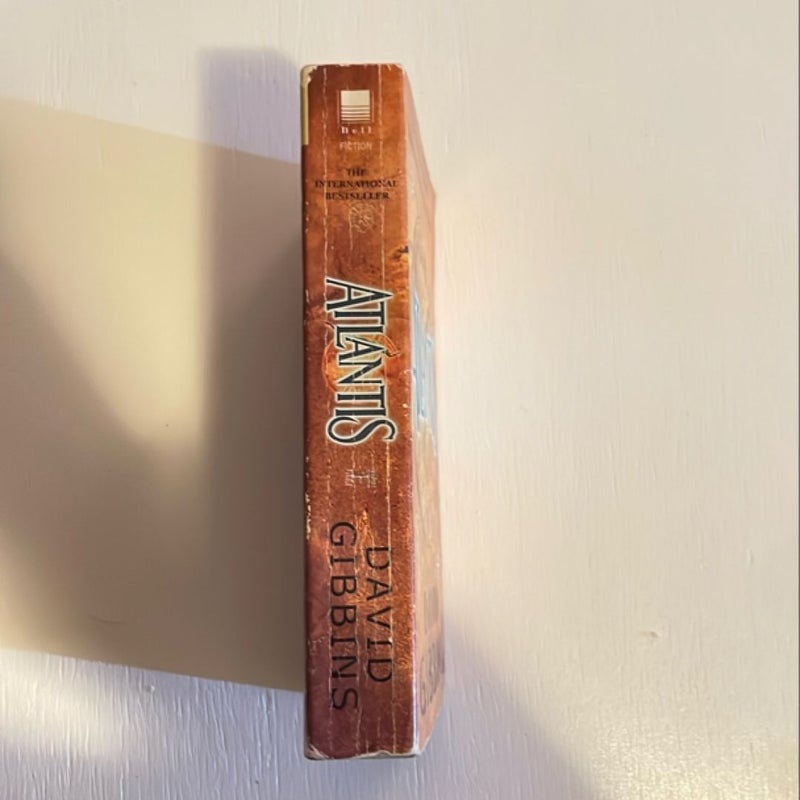 Dell
FICTION
THE
INTERNATIONAL
BESTSELLER
ATLANTIS
DAVID
GIBBINS